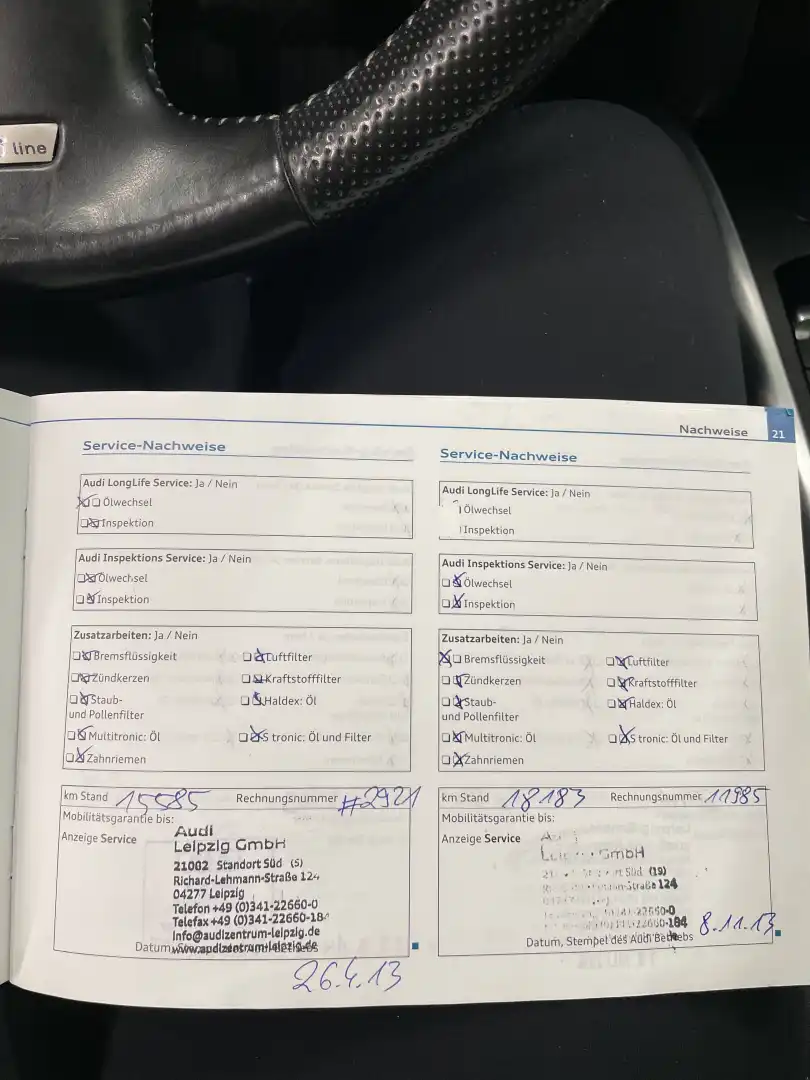 line
Nachweise 21
Service-Nachweise
Audi LongLife Service: Ja / Nein
Ölwechsel
Inspektion
Audi Inspektions Service: Ja / Nein
Ölwechsel
Inspektion
Zusatzarbeiten: Ja / Nein
Bremsflüssigkeit Luftfilter
Zündkerzen Kraftstofffilter
Staub- Haldex: Öl
und Pollenfilter
Multitronic: Öl S tronic: Öl und Filter
Zahnriemen
km Stand 15585 Rechnungsnummer #2921
Mobilitätsgarantie bis:
Anzeige Service
Audi
Leipzig GmbH
21002 Standort Süd (S)
Richard-Lehmann-Straße 124
04277 Leipzig
Telefon +49 (0)341-22660-0
Telefax +49 (0)341-22660-18
info@audizentrum-leipzig.de
www.audizentrum-leipzig.de
Datum,
26.4.13
Service-Nachweise
Audi LongLife Service: Ja / Nein
Ölwechsel
Inspektion
Audi Inspektions Service: Ja / Nein
Ölwechsel
Inspektion
Zusatzarbeiten: Ja / Nein
Bremsflüssigkeit Luftfilter
Zündkerzen Kraftstofffilter
Staub- Haldex: Öl
und Pollenfilter
Multitronic: Öl S tronic: Öl und Filter
Zahnriemen
km Stand 18183 Rechnungsnummer 11985
Mobilitätsgarantie bis:
Anzeige Service
GmbH
Süd (19)
Straße 124
22660-0
22660-184
8.11.13
Datum, Stempel des Audi Betriebs